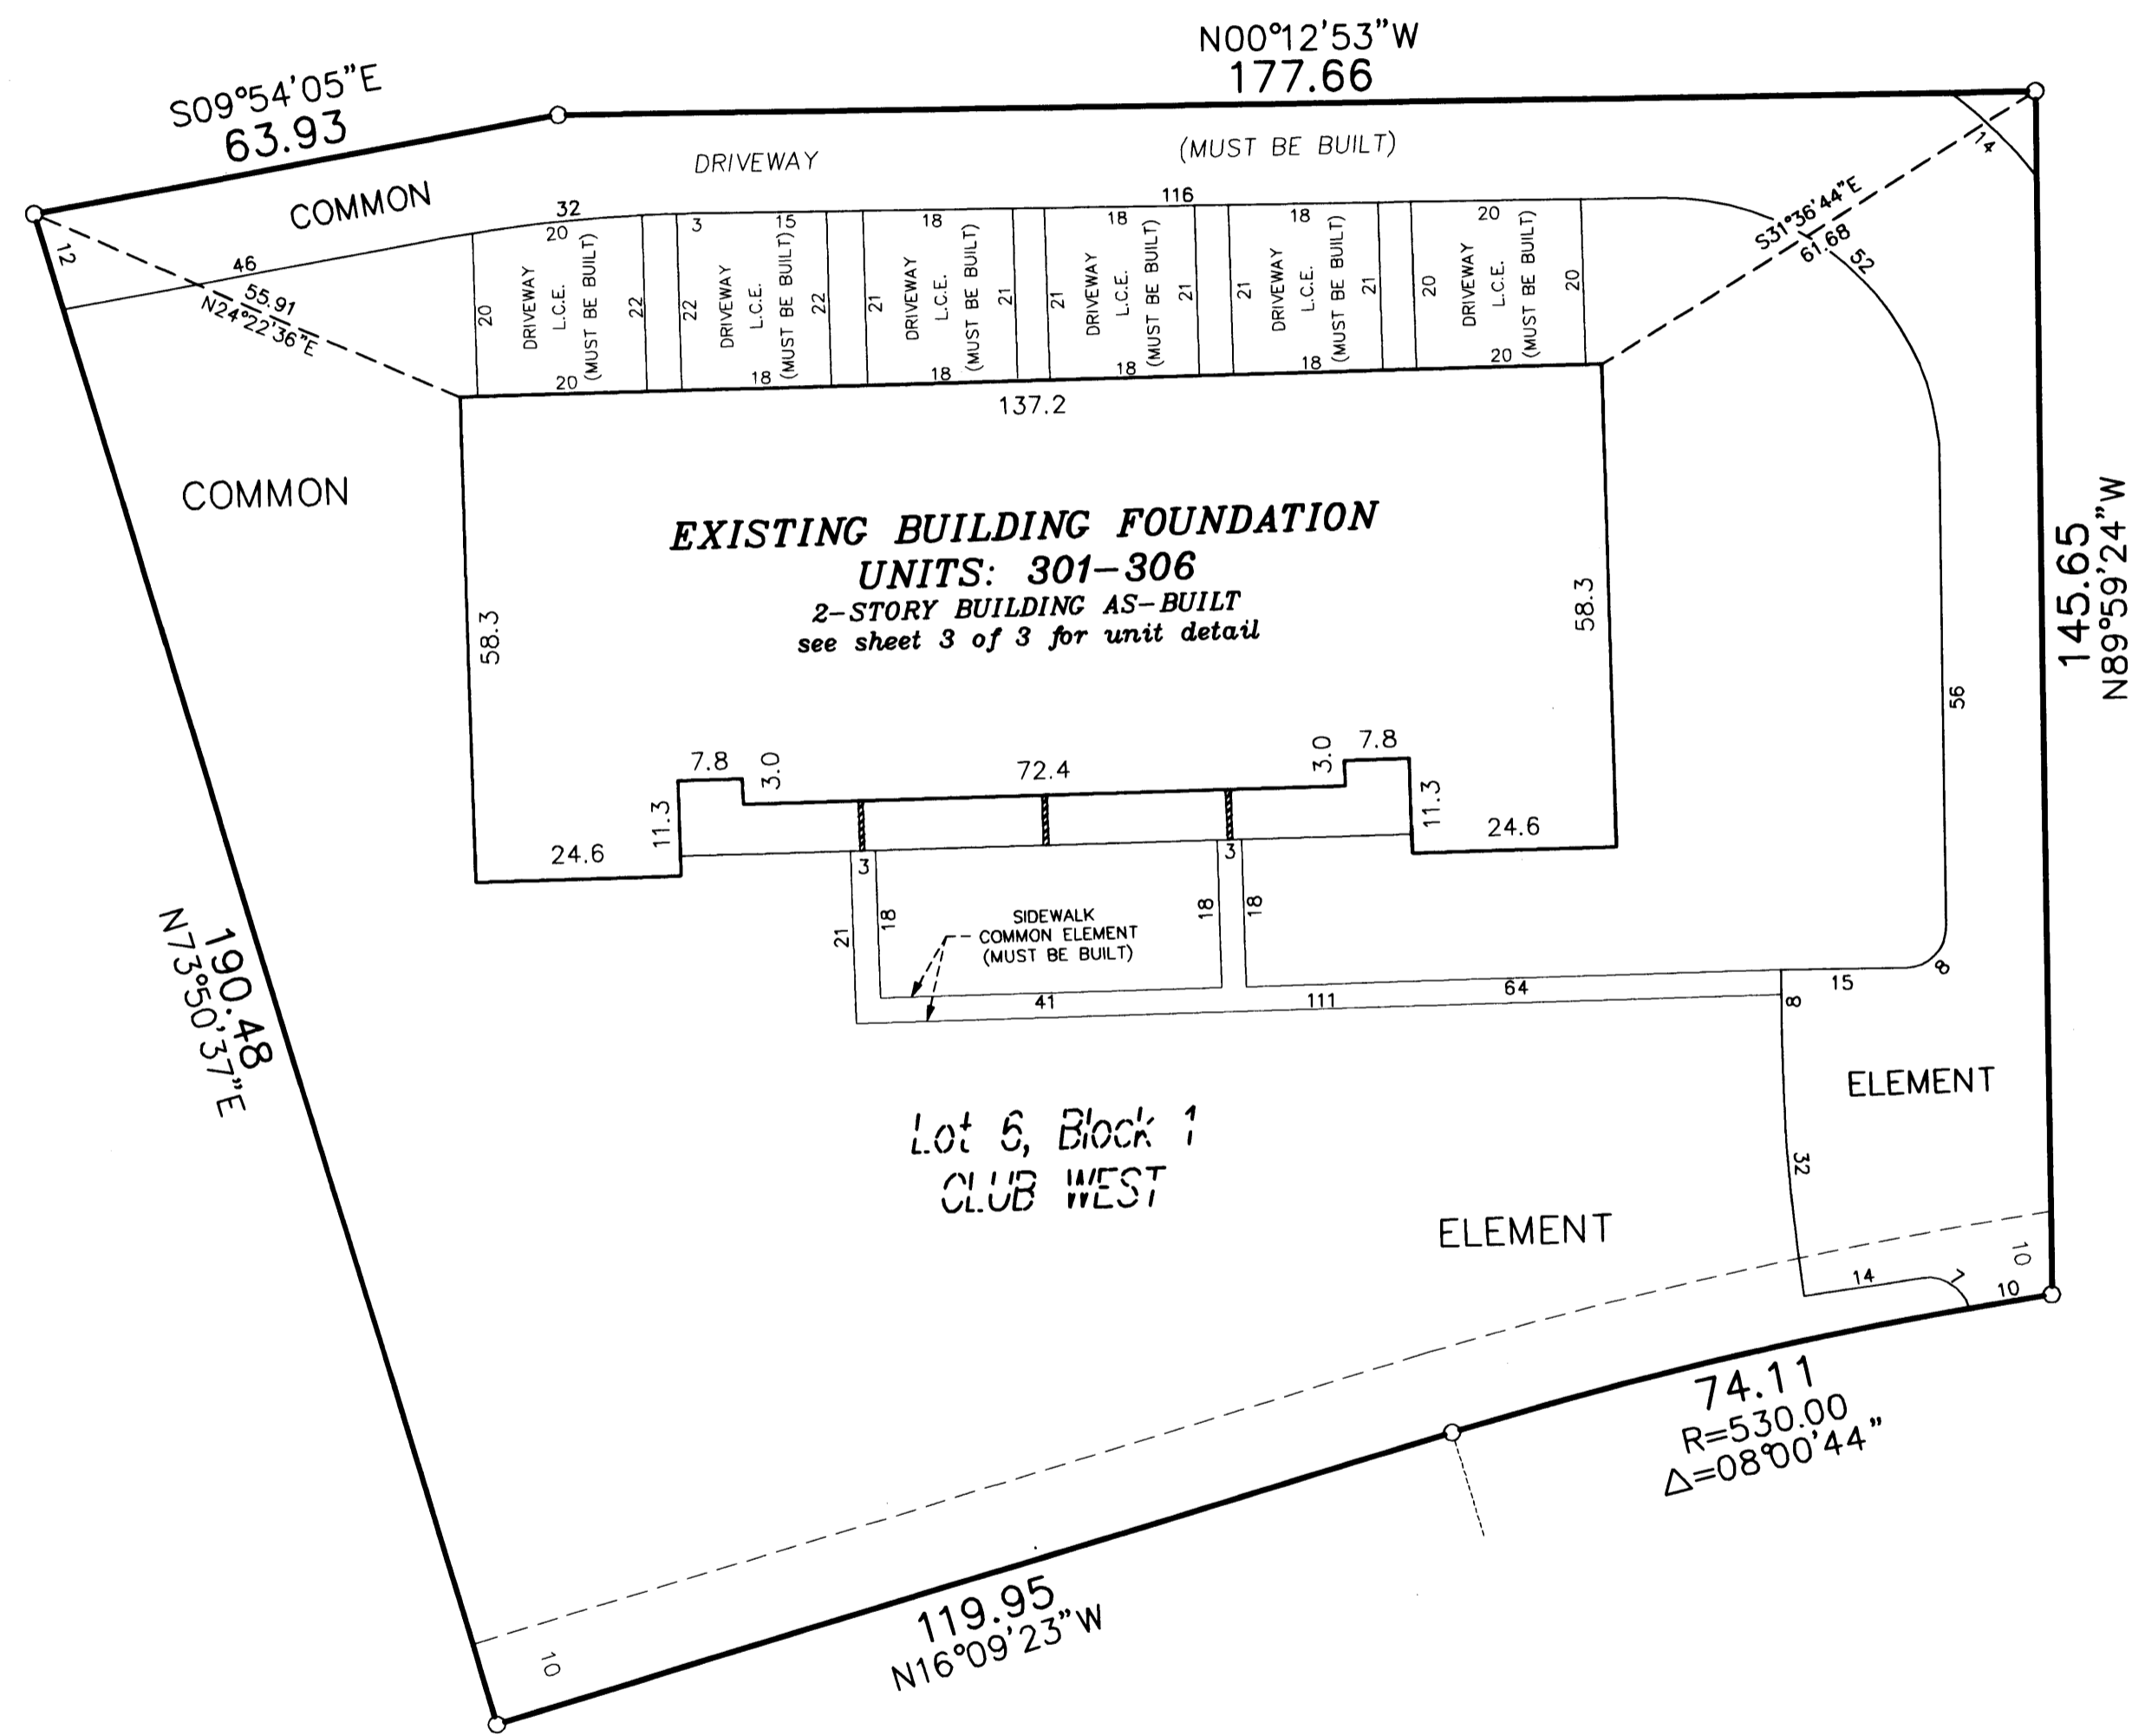 N00°12'53"W
177.66
S09°54'05"E
63.93
COMMON
DRIVEWAY
(MUST BE BUILT)
14
12
46
55.91
N24°22'36"E
32
116
S31°36'44"E
61.68
52
20
20
DRIVEWAY
L.C.E.
(MUST BE BUILT)
22
20
3
15
22
DRIVEWAY
L.C.E.
(MUST BE BUILT)
22
18
18
21
DRIVEWAY
L.C.E.
(MUST BE BUILT)
21
18
18
21
DRIVEWAY
L.C.E.
(MUST BE BUILT)
21
18
18
21
DRIVEWAY
L.C.E.
(MUST BE BUILT)
21
18
20
20
DRIVEWAY
L.C.E.
(MUST BE BUILT)
20
20
137.2
COMMON
EXISTING BUILDING FOUNDATION
UNITS: 301-306
2-STORY BUILDING AS-BUILT
see sheet 3 of 3 for unit detail
58.3
58.3
145.65
N89°59'24"W
56
7.8
3.0
72.4
3.0
7.8
11.3
11.3
24.6
24.6
3
3
21
18
SIDEWALK
COMMON ELEMENT
(MUST BE BUILT)
18
18
41
111
64
15
8
8
190.48
N73°50'37"E
ELEMENT
Lot 6, Block 1
CLUB WEST
32
ELEMENT
10
14
7
10
74.11
R=530.00
Δ=08°00'44"
119.95
N16°09'23"W
10